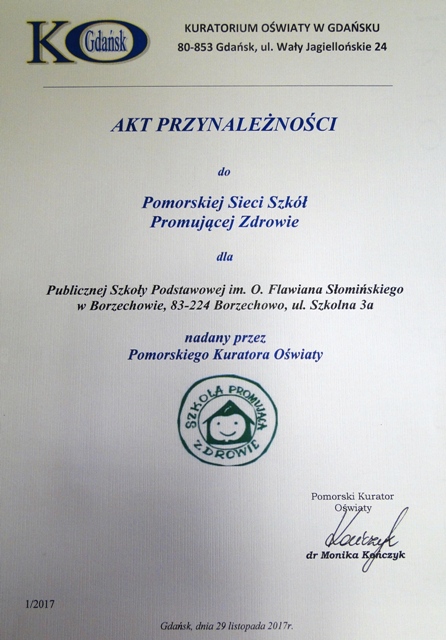 KO
Gdańsk
KURATORIUM OŚWIATY W GDAŃSKU
80-853 Gdańsk, ul. Wały Jagiellońskie 24
AKT PRZYNALEŻNOŚCI
do
Pomorskiej Sieci Szkół
Promującej Zdrowie
dla
Publicznej Szkoły Podstawowej im. O. Flawiana Słomińskiego
w Borzechowie, 83-224 Borzechowo, ul. Szkolna 3a
nadany przez
Pomorskiego Kuratora Oświaty
SZKOŁA PROMUJĄCA
ZDROWIE
Pomorski Kurator
Oświaty
Kończyk
dr Monika Kończyk
1/2017
Gdańsk, dnia 29 listopada 2017r.